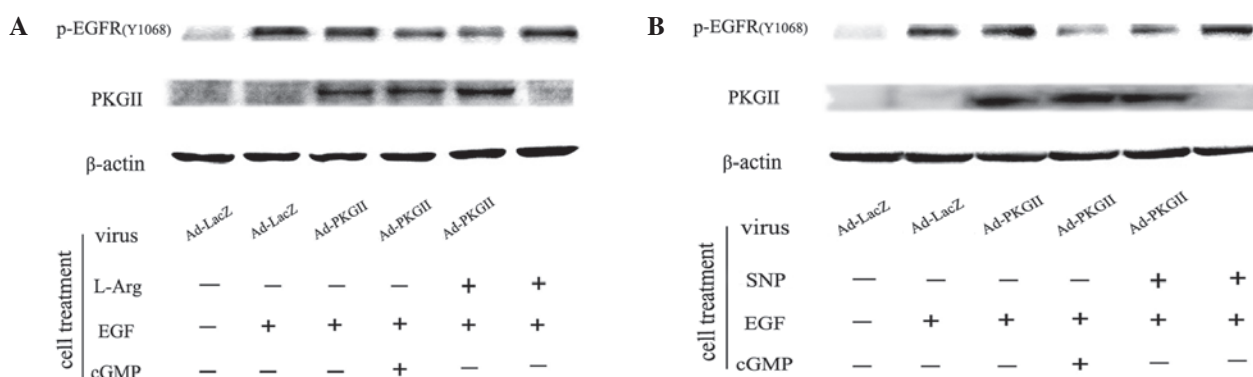 A
p-EGFR(Y1068)
PKGII
β-actin
virus Ad-LacZ Ad-LacZ Ad-PKGII Ad-PKGII Ad-PKGII
cell treatment
L-Arg — — — — + +
EGF — + + + + +
cGMP — — — + — —
B
p-EGFR(Y1068)
PKGII
β-actin
virus Ad-LacZ Ad-LacZ Ad-PKGII Ad-PKGII Ad-PKGII
cell treatment
SNP — — — — + +
EGF — + + + + +
cGMP — — — + — —